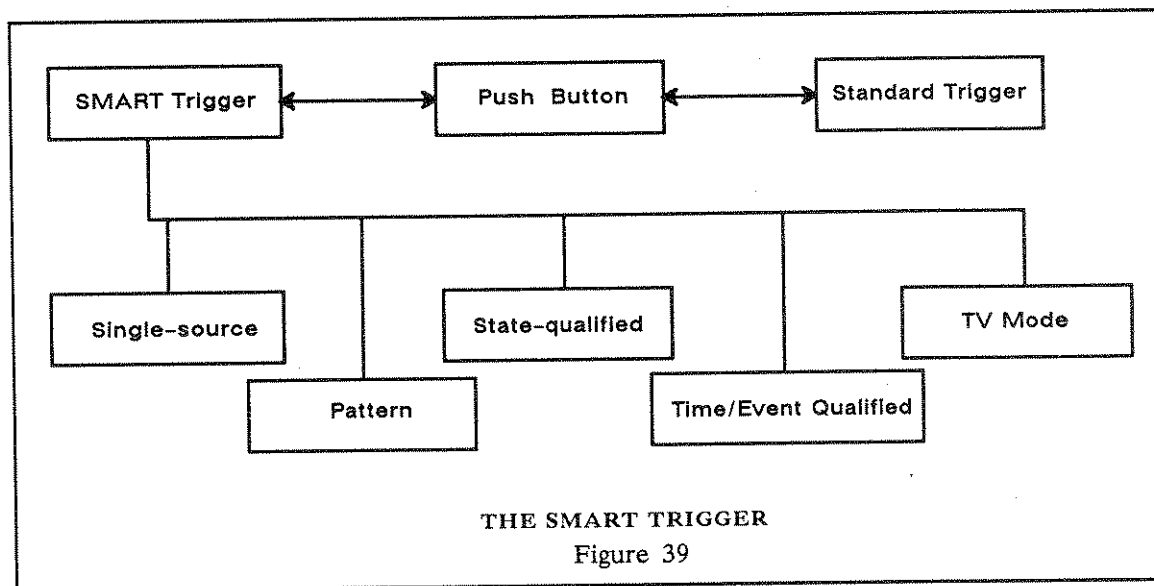 SMART Trigger
Push Button
Standard Trigger
Single-source
State-qualified
TV Mode
Pattern
Time/Event Qualified
THE SMART TRIGGER
Figure 39